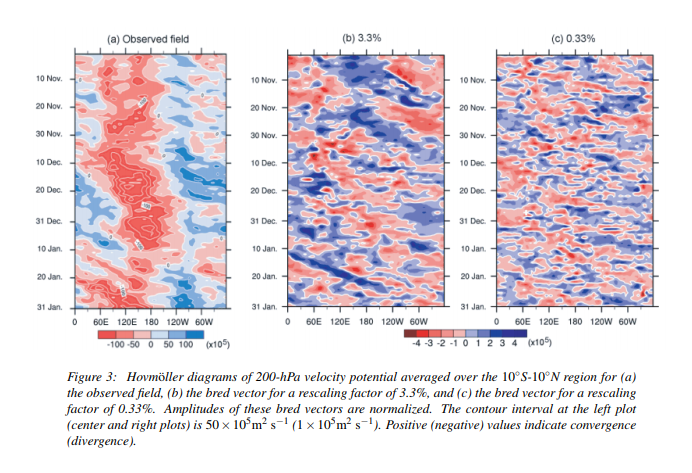 (a) Observed field
(b) 3.3%
(c) 0.33%
10 Nov.
20 Nov.
30 Nov.
10 Dec.
20 Dec.
31 Dec.
10 Jan.
20 Jan.
31 Jan.
0 60E 120E 180 120W 60W
-100 -50 0 50 100 (x10⁵)
10 Nov.
20 Nov.
30 Nov.
10 Dec.
20 Dec.
31 Dec.
10 Jan.
20 Jan.
31 Jan.
0 60E 120E 180 120W 60W
10 Nov.
20 Nov.
30 Nov.
10 Dec.
20 Dec.
31 Dec.
10 Jan.
20 Jan.
31 Jan.
0 60E 120E 180 120W 60W
-4 -3 -2 -1 0 1 2 3 4 (x10⁵)
Figure 3: Hovmöller diagrams of 200-hPa velocity potential averaged over the 10°S-10°N region for (a)
the observed field, (b) the bred vector for a rescaling factor of 3.3%, and (c) the bred vector for a rescaling
factor of 0.33%. Amplitudes of these bred vectors are normalized. The contour interval at the left plot
(center and right plots) is 50 × 10⁵m² s⁻¹ (1 × 10⁵m² s⁻¹). Positive (negative) values indicate convergence
(divergence).